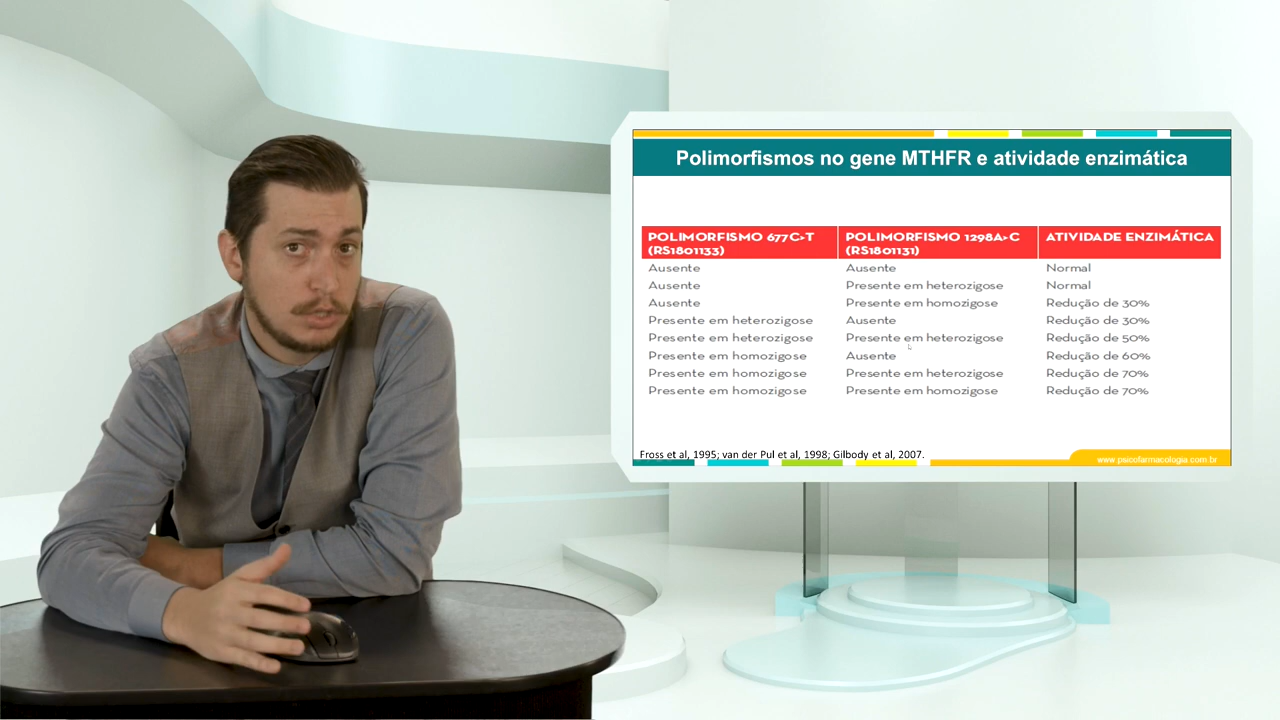 Polimorfismos no gene MTHFR e atividade enzimática
POLIMORFISMO 677C>T (RS1801133) POLIMORFISMO 1298A>C (RS1801131) ATIVIDADE ENZIMÁTICA
Ausente Ausente Normal
Ausente Presente em heterozigose Normal
Ausente Presente em homozigose Redução de 30%
Presente em heterozigose Ausente Redução de 30%
Presente em heterozigose Presente em heterozigose Redução de 50%
Presente em homozigose Ausente Redução de 60%
Presente em homozigose Presente em heterozigose Redução de 70%
Presente em homozigose Presente em homozigose Redução de 70%
Fross et al, 1995; van der Pul et al, 1998; Gilbody et al, 2007.
www.psicofarmacologia.com.br